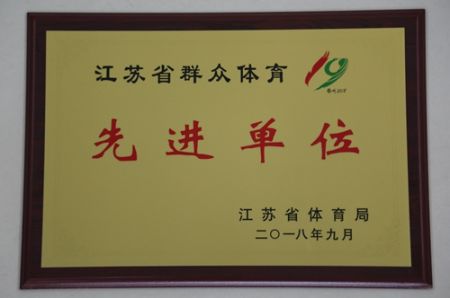 江苏省群众体育
19
先进单位
江苏省体育局
二〇一八年九月